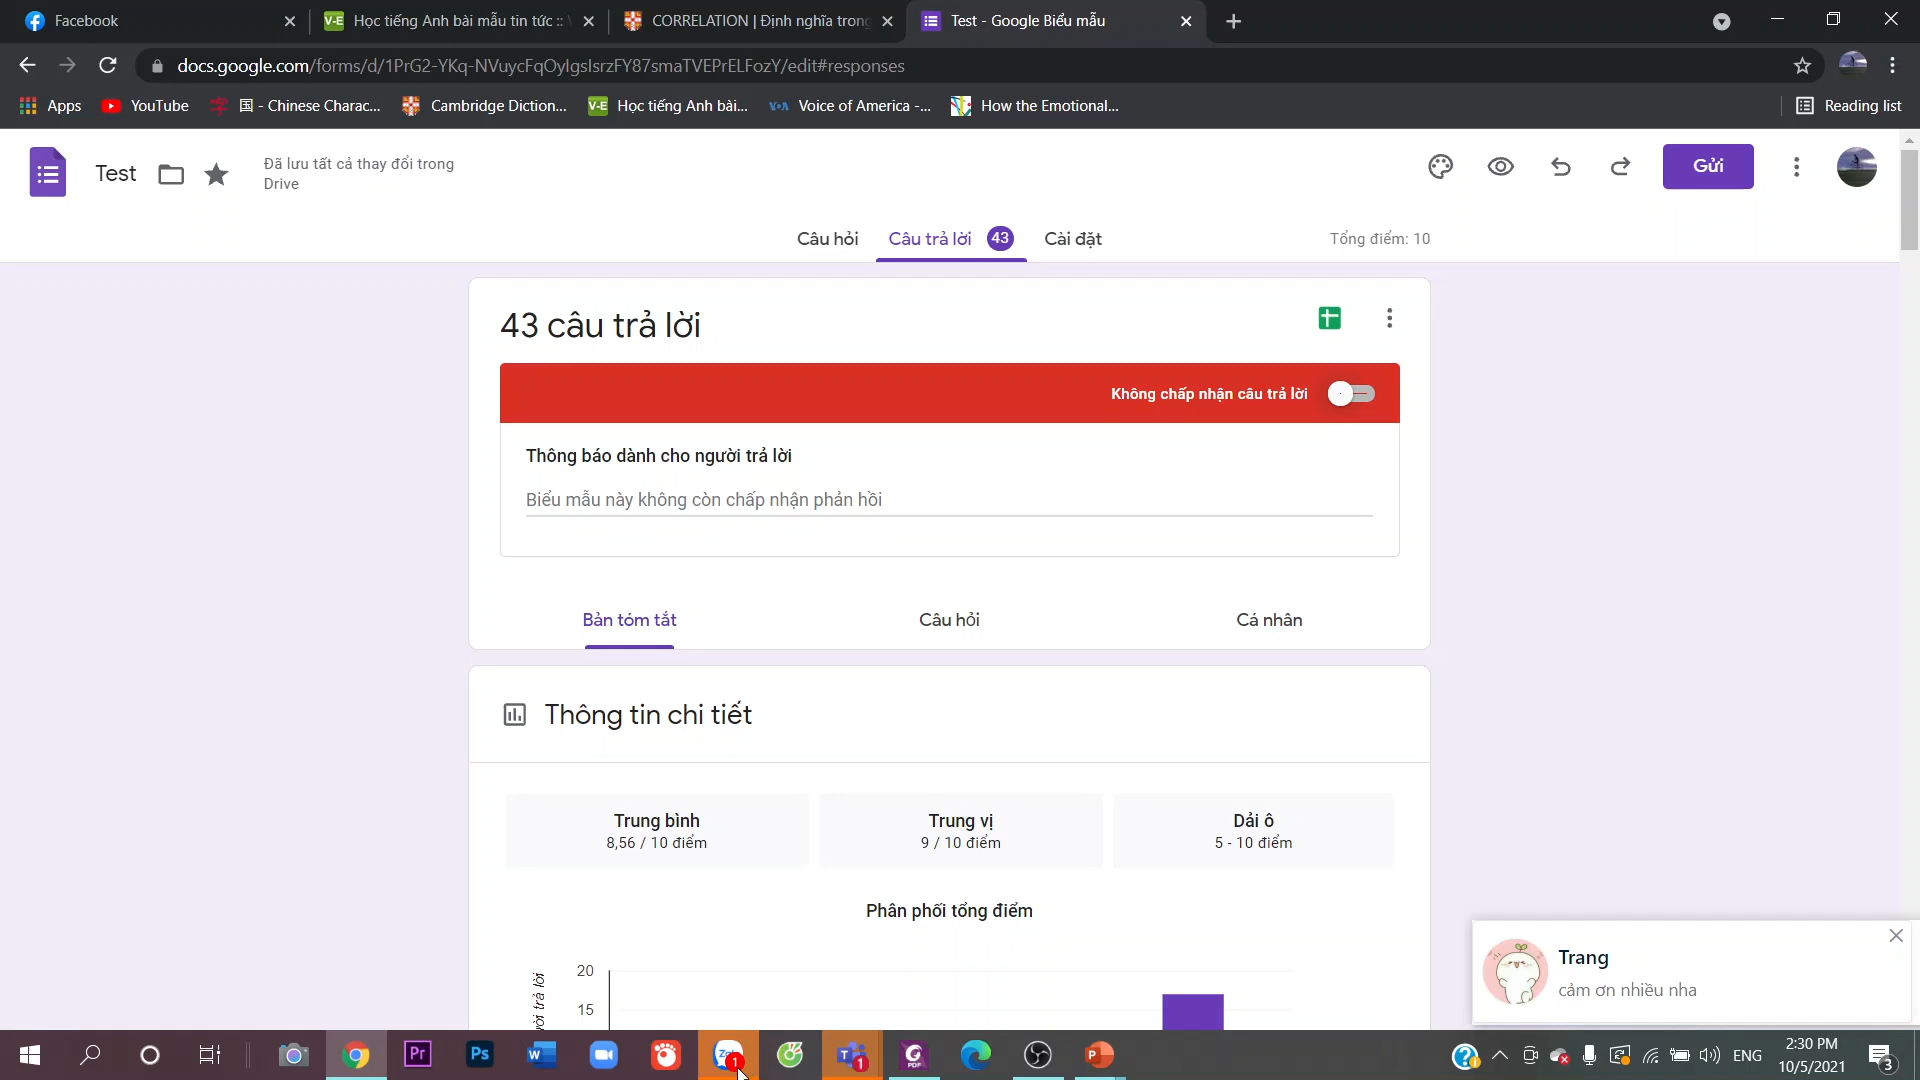 Facebook
Học tiếng Anh bài mẫu tin tức ::
CORRELATION | Định nghĩa trong
Test - Google Biểu mẫu
docs.google.com/forms/d/1PrG2-YKq-NVuycFqOyIgsIsrzFY87smaTVEPrELFozY/edit#responses
Apps
YouTube
国 - Chinese Charac...
Cambridge Diction...
Học tiếng Anh bài...
Voice of America -...
How the Emotional...
Reading list
Test
Đã lưu tất cả thay đổi trong
Drive
Gửi
Câu hỏi
Câu trả lời 43
Cài đặt
Tổng điểm: 10
43 câu trả lời
Không chấp nhận câu trả lời
Thông báo dành cho người trả lời
Biểu mẫu này không còn chấp nhận phản hồi
Bản tóm tắt
Câu hỏi
Cá nhân
Thông tin chi tiết
Trung bình
8,56 / 10 điểm
Trung vị
9 / 10 điểm
Dải ô
5 - 10 điểm
Phân phối tổng điểm
20
15
Trang
cảm ơn nhiều nha
ENG
2:30 PM
10/5/2021
3